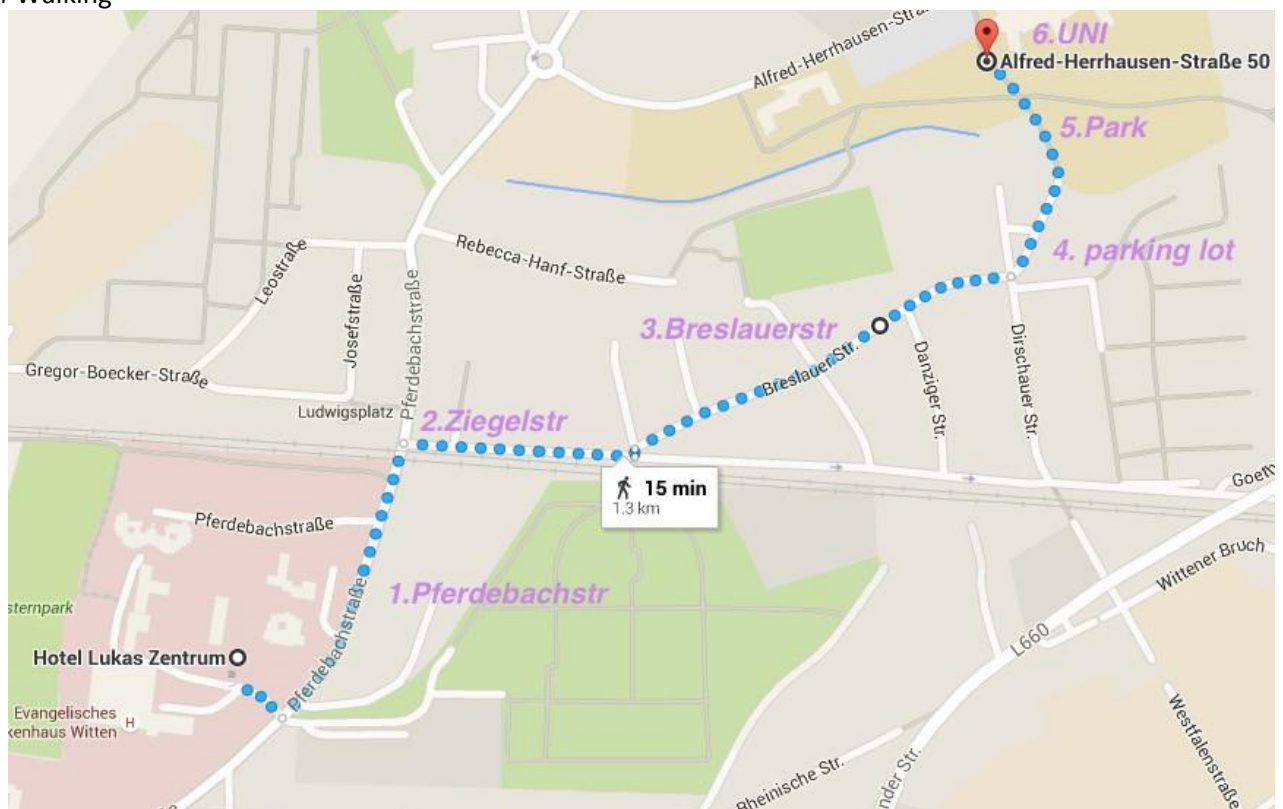 / Walking
6.UNI
Alfred-Herrhausen-Straße 50
Alfred-Herrhausen-Straß
5.Park
4. parking lot
Rebecca-Hanf-Straße
Leostraße
Josefstraße
Pferdebachstraße
3.Breslauerstr
Breslauer Str.
Danziger Str.
Dirschauer Str.
Gregor-Boecker-Straße
Ludwigsplatz
2.Ziegelstr
15 min
1.3 km
Pferdebachstraße
1.Pferdebachstr
Pferdebachstraße
sternpark
Hotel Lukas Zentrum
Evangelisches
kenhaus Witten
H
Wittener Bruch
L660
Westfalenstraße
Rheinische Str.
nder Str.